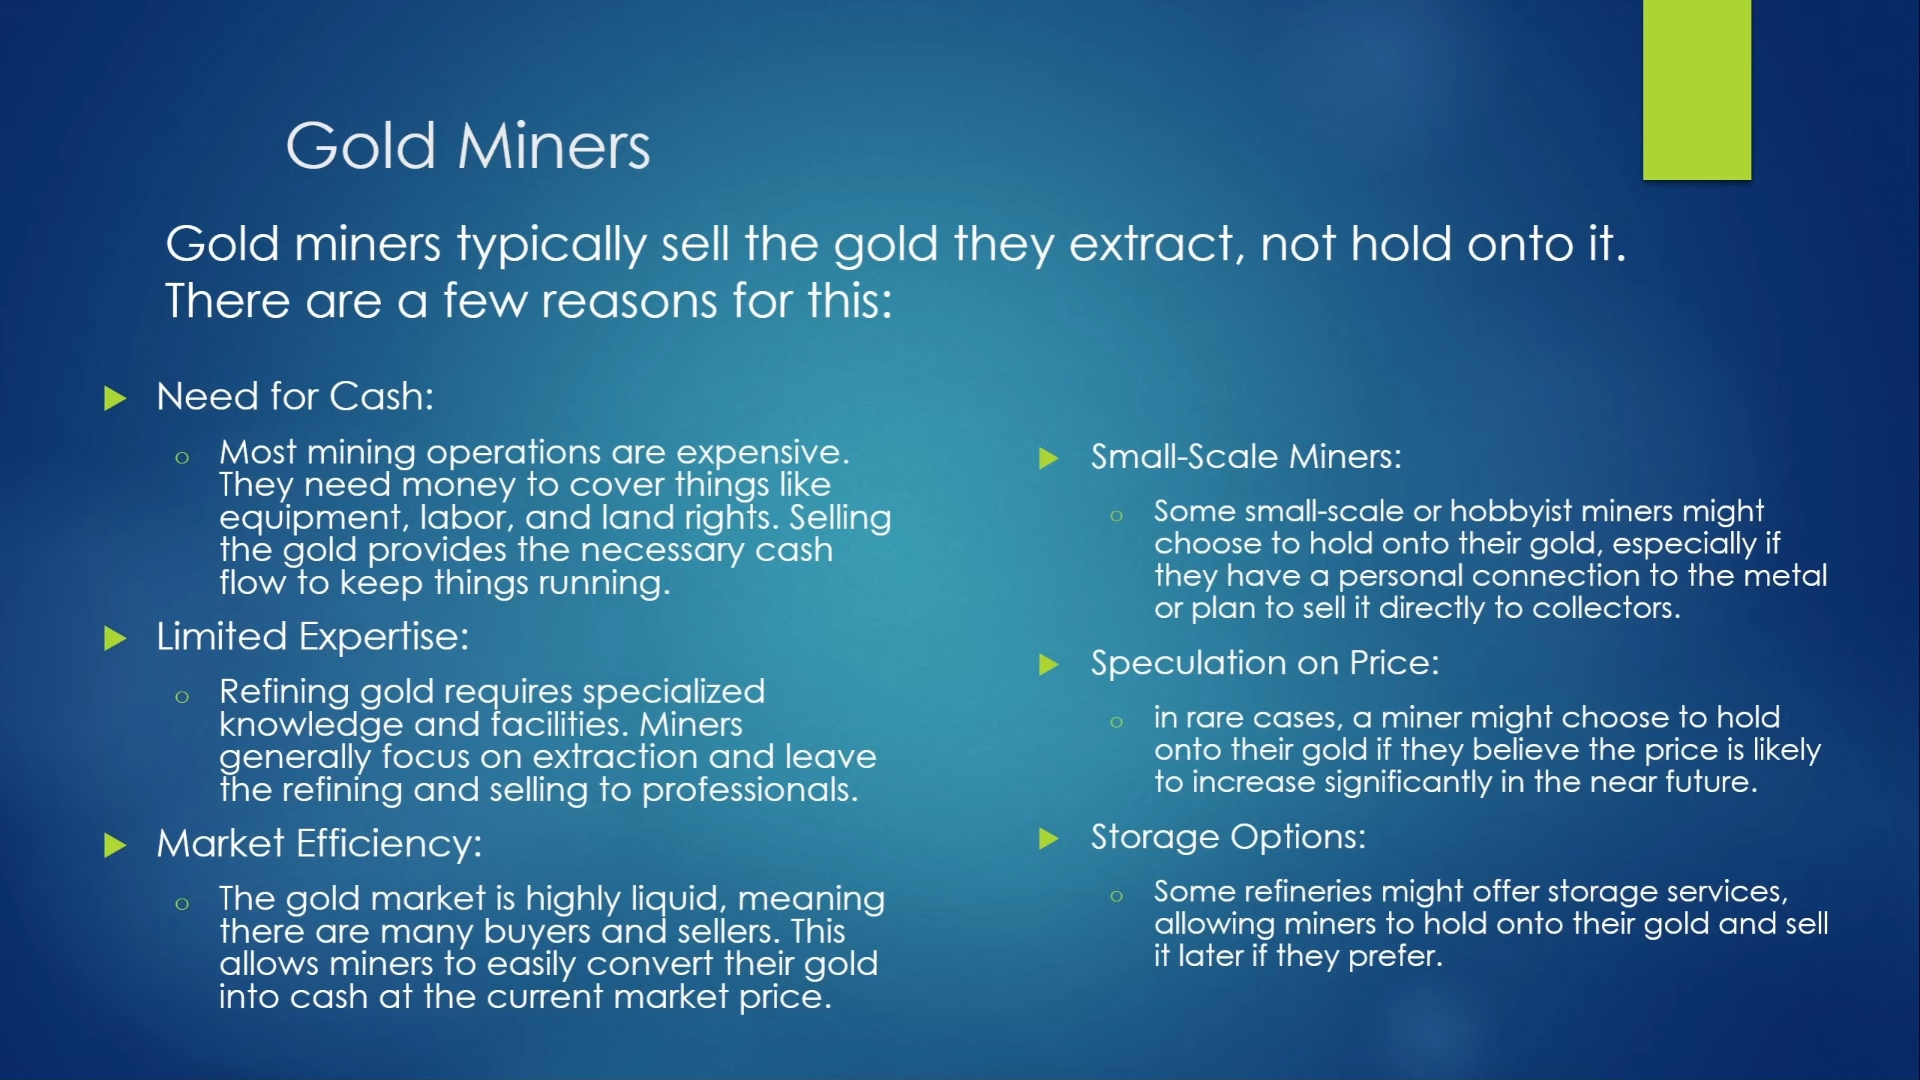 Gold Miners
Gold miners typically sell the gold they extract, not hold onto it.
There are a few reasons for this:
Need for Cash:
Most mining operations are expensive.
They need money to cover things like
equipment, labor, and land rights. Selling
the gold provides the necessary cash
flow to keep things running.
Limited Expertise:
Refining gold requires specialized
knowledge and facilities. Miners
generally focus on extraction and leave
the refining and selling to professionals.
Market Efficiency:
The gold market is highly liquid, meaning
there are many buyers and sellers. This
allows miners to easily convert their gold
into cash at the current market price.
Small-Scale Miners:
Some small-scale or hobbyist miners might
choose to hold onto their gold, especially if
they have a personal connection to the metal
or plan to sell it directly to collectors.
Speculation on Price:
in rare cases, a miner might choose to hold
onto their gold if they believe the price is likely
to increase significantly in the near future.
Storage Options:
Some refineries might offer storage services,
allowing miners to hold onto their gold and sell
it later if they prefer.